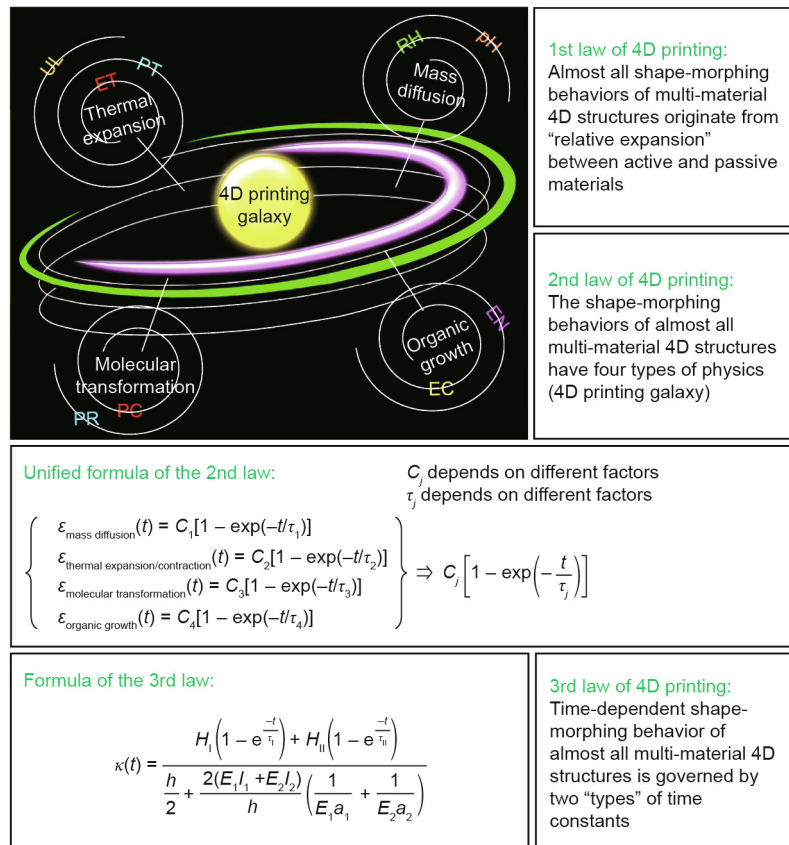 UL
PT
ET
Thermal
expansion
RH
pH
Mass
diffusion
4D printing
galaxy
Molecular
transformation
PC
PR
EN
Organic
growth
EC
1st law of 4D printing:
Almost all shape-morphing
behaviors of multi-material
4D structures originate from
“relative expansion”
between active and passive
materials
2nd law of 4D printing:
The shape-morphing
behaviors of almost all
multi-material 4D structures
have four types of physics
(4D printing galaxy)
Unified formula of the 2nd law:
C_j depends on different factors
τ_j depends on different factors
ε_mass diffusion(t) = C_1[1 – exp(–t/τ_1)]
ε_thermal expansion/contraction(t) = C_2[1 – exp(–t/τ_2)]
ε_molecular transformation(t) = C_3[1 – exp(–t/τ_3)]
ε_organic growth(t) = C_4[1 – exp(–t/τ_4)]
⇒ C_j[1 – exp(–t/τ_j)]
Formula of the 3rd law:
κ(t) = (H_I(1 – e^(–t/τ_I)) + H_II(1 – e^(–t/τ_II))) / (h/2 + (2(E_1I_1 + E_2I_2)/h)(1/(E_1a_1) + 1/(E_2a_2)))
3rd law of 4D printing:
Time-dependent shape-
morphing behavior of
almost all multi-material 4D
structures is governed by
two “types” of time
constants